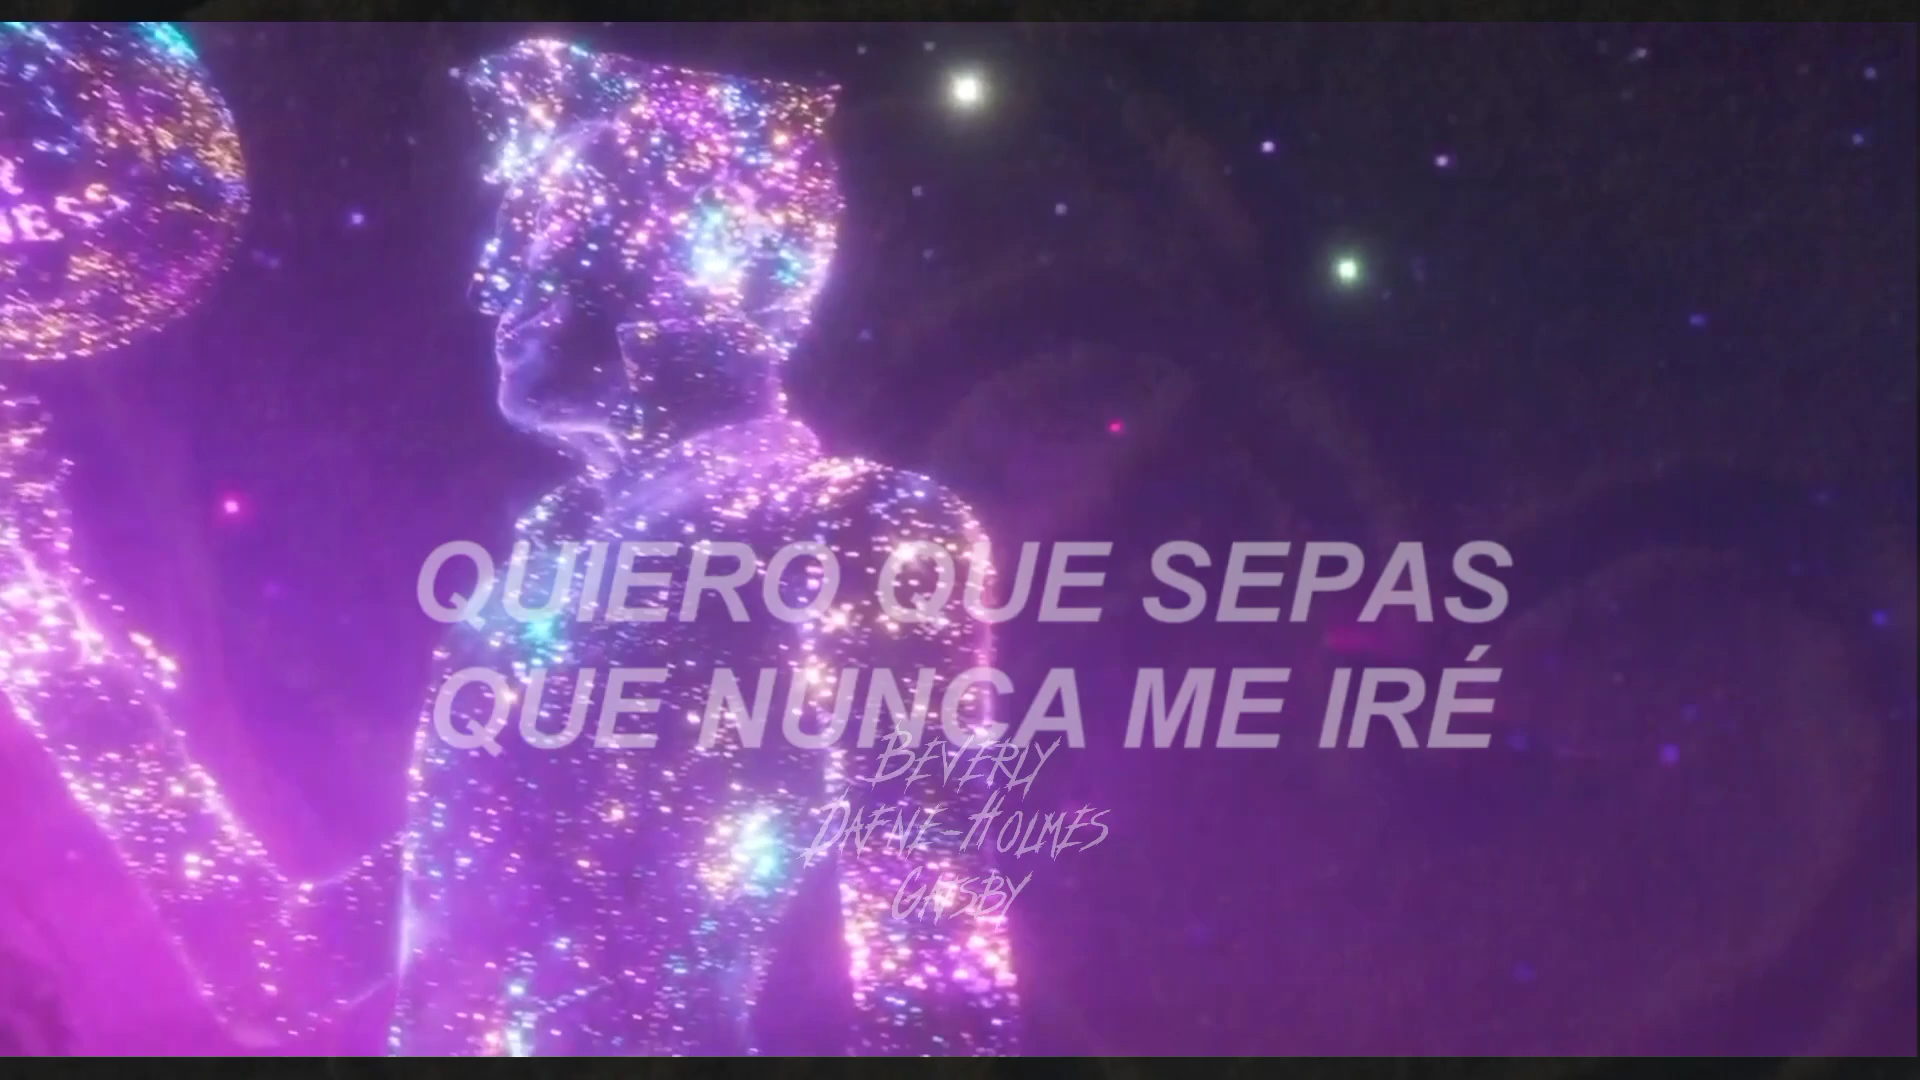 QUIERO QUE SEPAS
QUE NUNCA ME IRÉ
BEVERLY
DAFNE-HOLMES
GATSBY